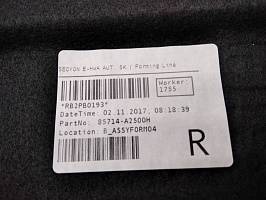 SEOYON E-HWA AUT. SK / Forming Line
Worker:
1755
*RB2PB0193*
DateTime: 02.11.2017, 08:18:39
PartNo: 85714-A2500H
Location: B_ASSYFORM04
R